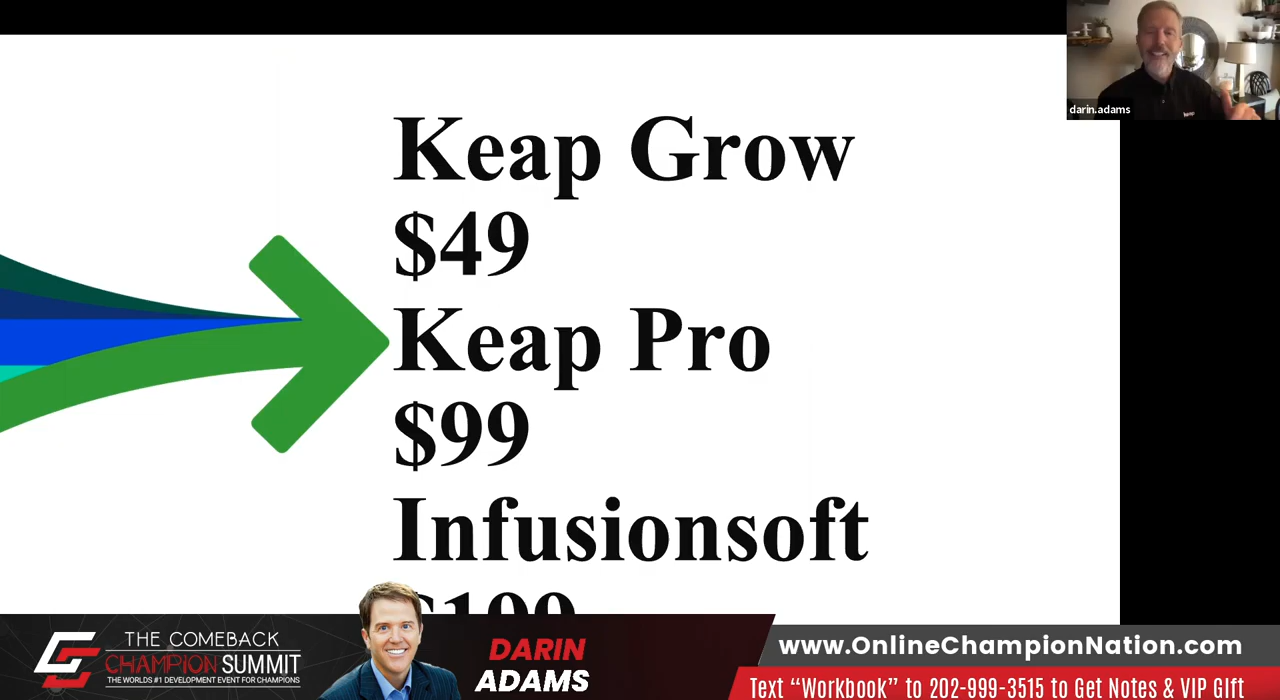 Keap Grow
$49
Keap Pro
$99
Infusionsoft
darin.adams
THE COMEBACK
CHAMPION SUMMIT
THE WORLDS #1 DEVELOPMENT EVENT FOR CHAMPIONS
DARIN
ADAMS
www.OnlineChampionNation.com
Text “Workbook” to 202-999-3515 to Get Notes & VIP GIft